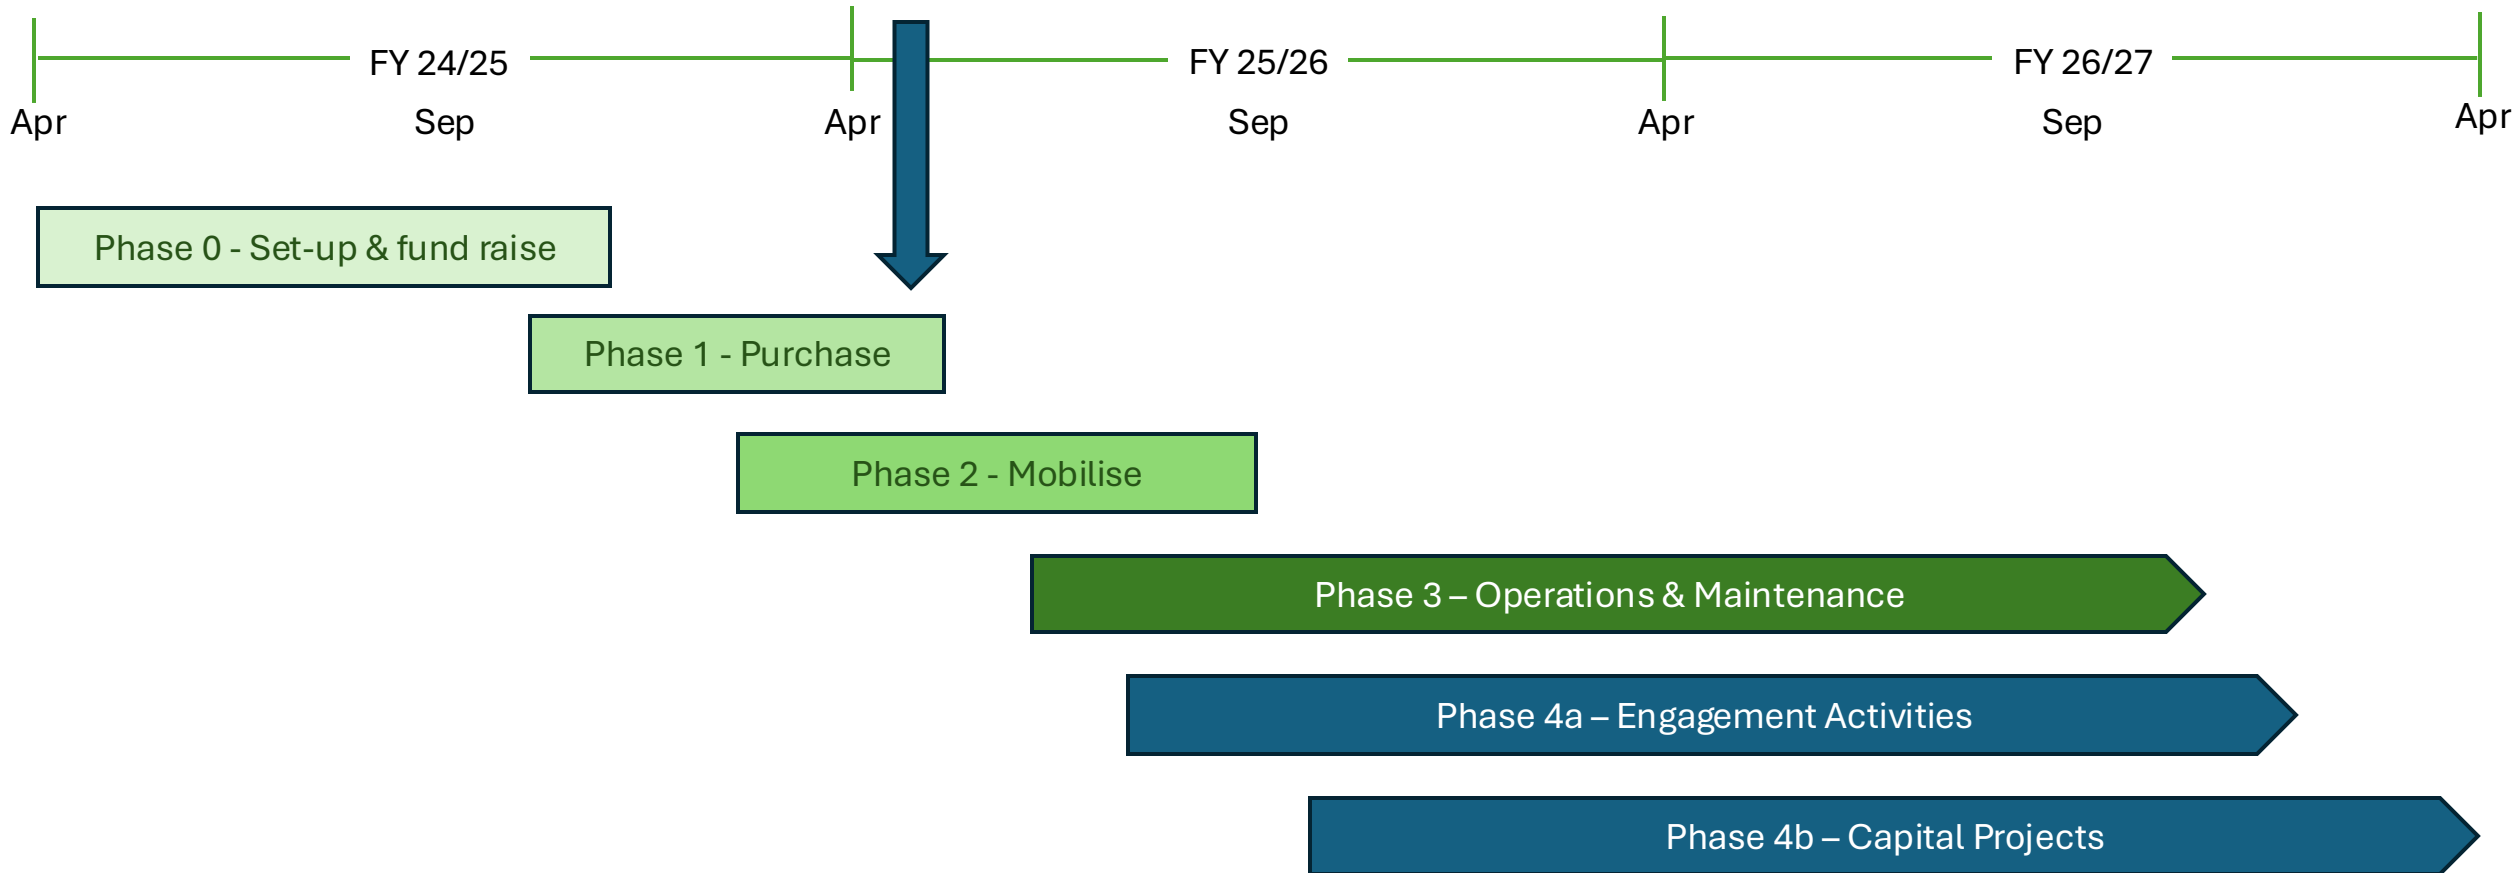 FY 24/25
FY 25/26
FY 26/27
Apr
Sep
Apr
Sep
Apr
Sep
Apr
Phase 0 - Set-up & fund raise
Phase 1 - Purchase
Phase 2 - Mobilise
Phase 3 – Operations & Maintenance
Phase 4a – Engagement Activities
Phase 4b – Capital Projects